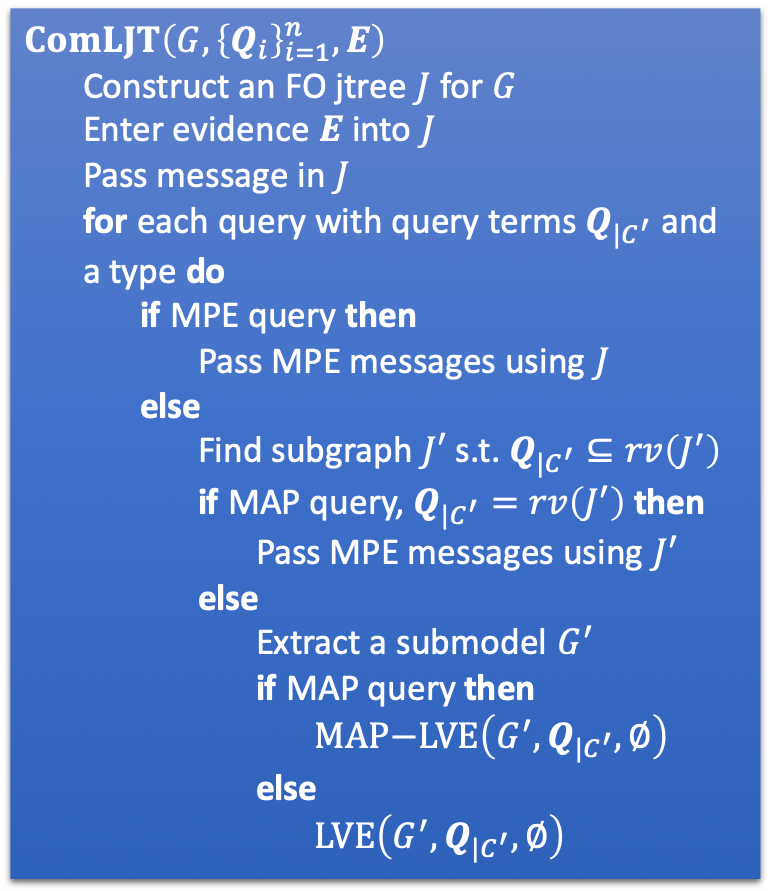 ComLJT(G, {Q_i}_{i=1}^n, E)
Construct an FO jtree J for G
Enter evidence E into J
Pass message in J
for each query with query terms Q_{|C′} and
a type do
if MPE query then
Pass MPE messages using J
else
Find subgraph J′ s.t. Q_{|C′} ⊆ rv(J′)
if MAP query, Q_{|C′} = rv(J′) then
Pass MPE messages using J′
else
Extract a submodel G′
if MAP query then
MAP−LVE(G′, Q_{|C′}, ∅)
else
LVE(G′, Q_{|C′}, ∅)